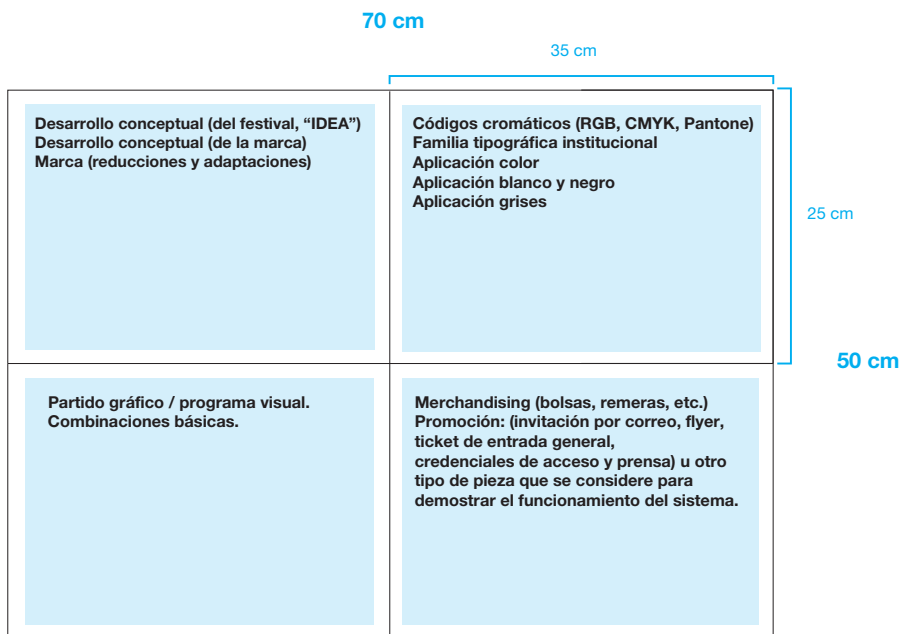 70 cm
35 cm
Desarrollo conceptual (del festival, “IDEA”)
Desarrollo conceptual (de la marca)
Marca (reducciones y adaptaciones)
Códigos cromáticos (RGB, CMYK, Pantone)
Familia tipográfica institucional
Aplicación color
Aplicación blanco y negro
Aplicación grises
25 cm
50 cm
Partido gráfico / programa visual.
Combinaciones básicas.
Merchandising (bolsas, remeras, etc.)
Promoción: (invitación por correo, flyer,
ticket de entrada general,
credenciales de acceso y prensa) u otro
tipo de pieza que se considere para
demostrar el funcionamiento del sistema.